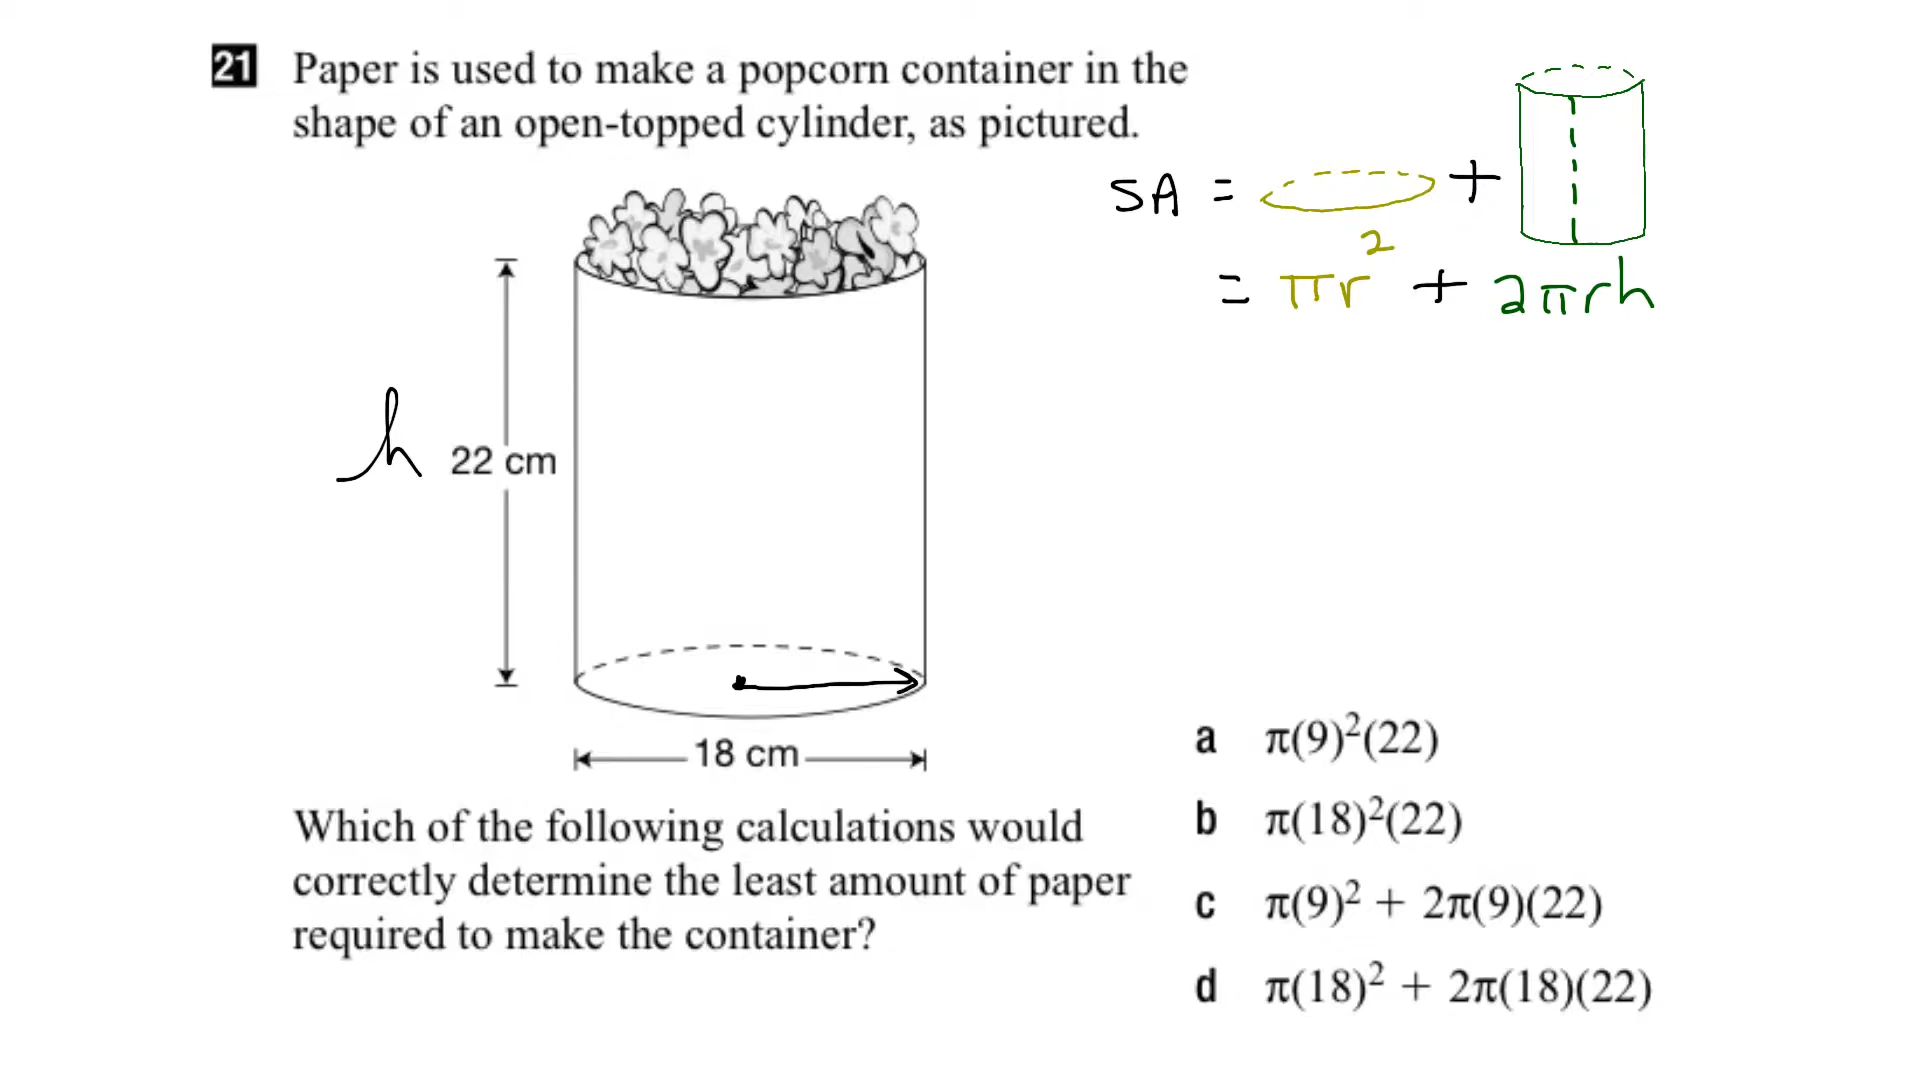 21 Paper is used to make a popcorn container in the
shape of an open-topped cylinder, as pictured.
SA = +
= πr² + 2πrh
h 22 cm
18 cm
Which of the following calculations would
correctly determine the least amount of paper
required to make the container?
a π(9)²(22)
b π(18)²(22)
c π(9)² + 2π(9)(22)
d π(18)² + 2π(18)(22)